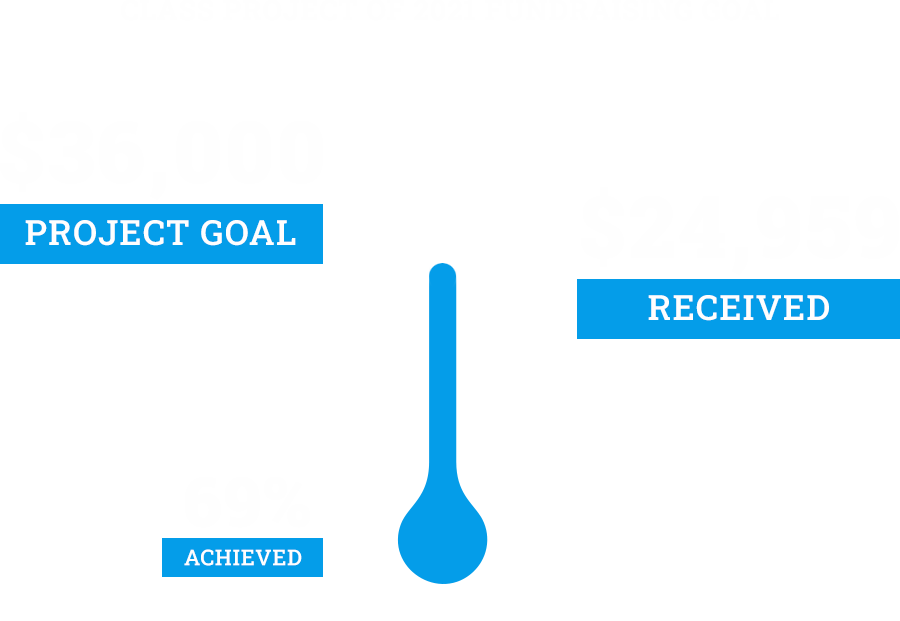 $36,000
PROJECT GOAL
$24,959
RECEIVED
69%
ACHIEVED